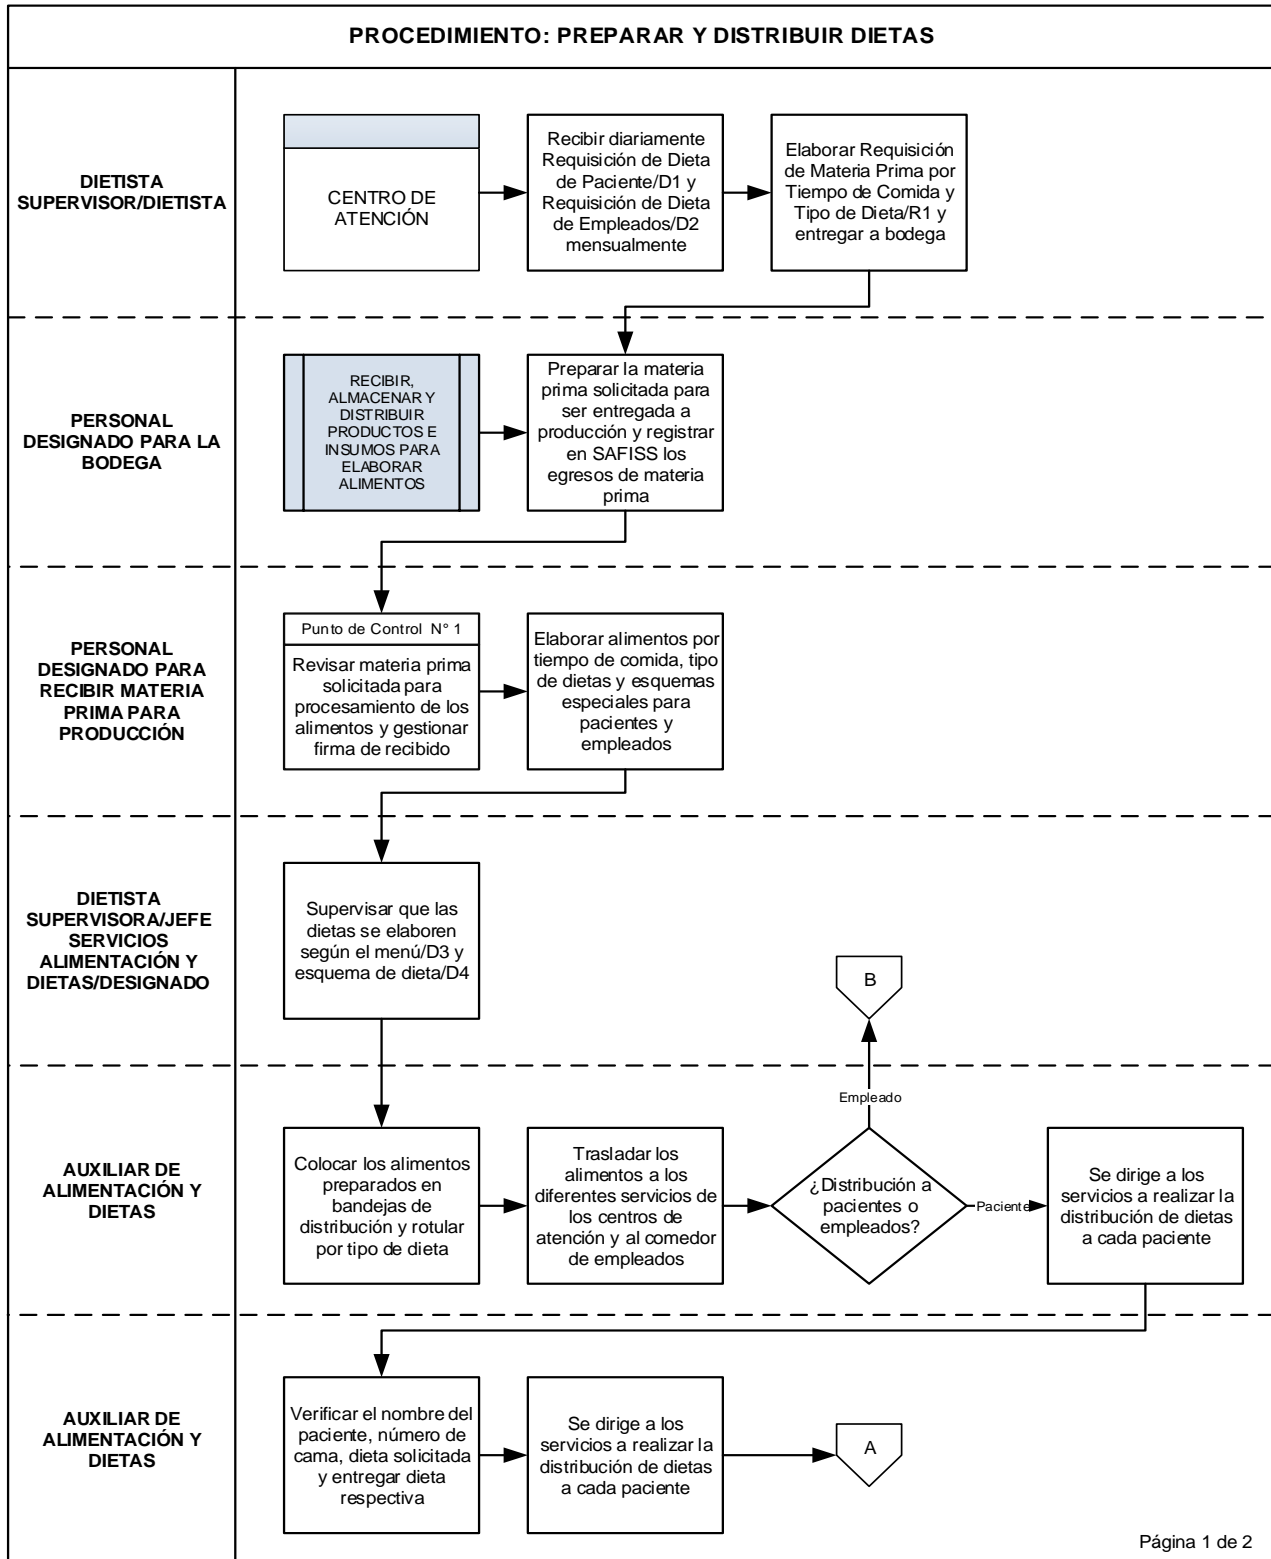 PROCEDIMIENTO: PREPARAR Y DISTRIBUIR DIETAS
DIETISTA
SUPERVISOR/DIETISTA
CENTRO DE
ATENCIÓN
Recibir diariamente
Requisición de Dieta
de Paciente/D1 y
Requisición de Dieta
de Empleados/D2
mensualmente
Elaborar Requisición
de Materia Prima por
Tiempo de Comida y
Tipo de Dieta/R1 y
entregar a bodega
PERSONAL
DESIGNADO PARA LA
BODEGA
RECIBIR,
ALMACENAR Y
DISTRIBUIR
PRODUCTOS E
INSUMOS PARA
ELABORAR
ALIMENTOS
Preparar la materia
prima solicitada para
ser entregada a
producción y registrar
en SAFISS los
egresos de materia
prima
PERSONAL
DESIGNADO PARA
RECIBIR MATERIA
PRIMA PARA
PRODUCCIÓN
Punto de Control N° 1
Revisar materia prima
solicitada para
procesamiento de los
alimentos y gestionar
firma de recibido
Elaborar alimentos por
tiempo de comida, tipo
de dietas y esquemas
especiales para
pacientes y
empleados
DIETISTA
SUPERVISORA/JEFE
SERVICIOS
ALIMENTACIÓN Y
DIETAS/DESIGNADO
Supervisar que las
dietas se elaboren
según el menú/D3 y
esquema de dieta/D4
B
AUXILIAR DE
ALIMENTACIÓN Y
DIETAS
Colocar los alimentos
preparados en
bandejas de
distribución y rotular
por tipo de dieta
Trasladar los
alimentos a los
diferentes servicios de
los centros de
atención y al comedor
de empleados
Empleado
¿Distribución a
pacientes o
empleados?
Paciente
Se dirige a los
servicios a realizar la
distribución de dietas
a cada paciente
AUXILIAR DE
ALIMENTACIÓN Y
DIETAS
Verificar el nombre del
paciente, número de
cama, dieta solicitada
y entregar dieta
respectiva
Se dirige a los
servicios a realizar la
distribución de dietas
a cada paciente
A
Página 1 de 2